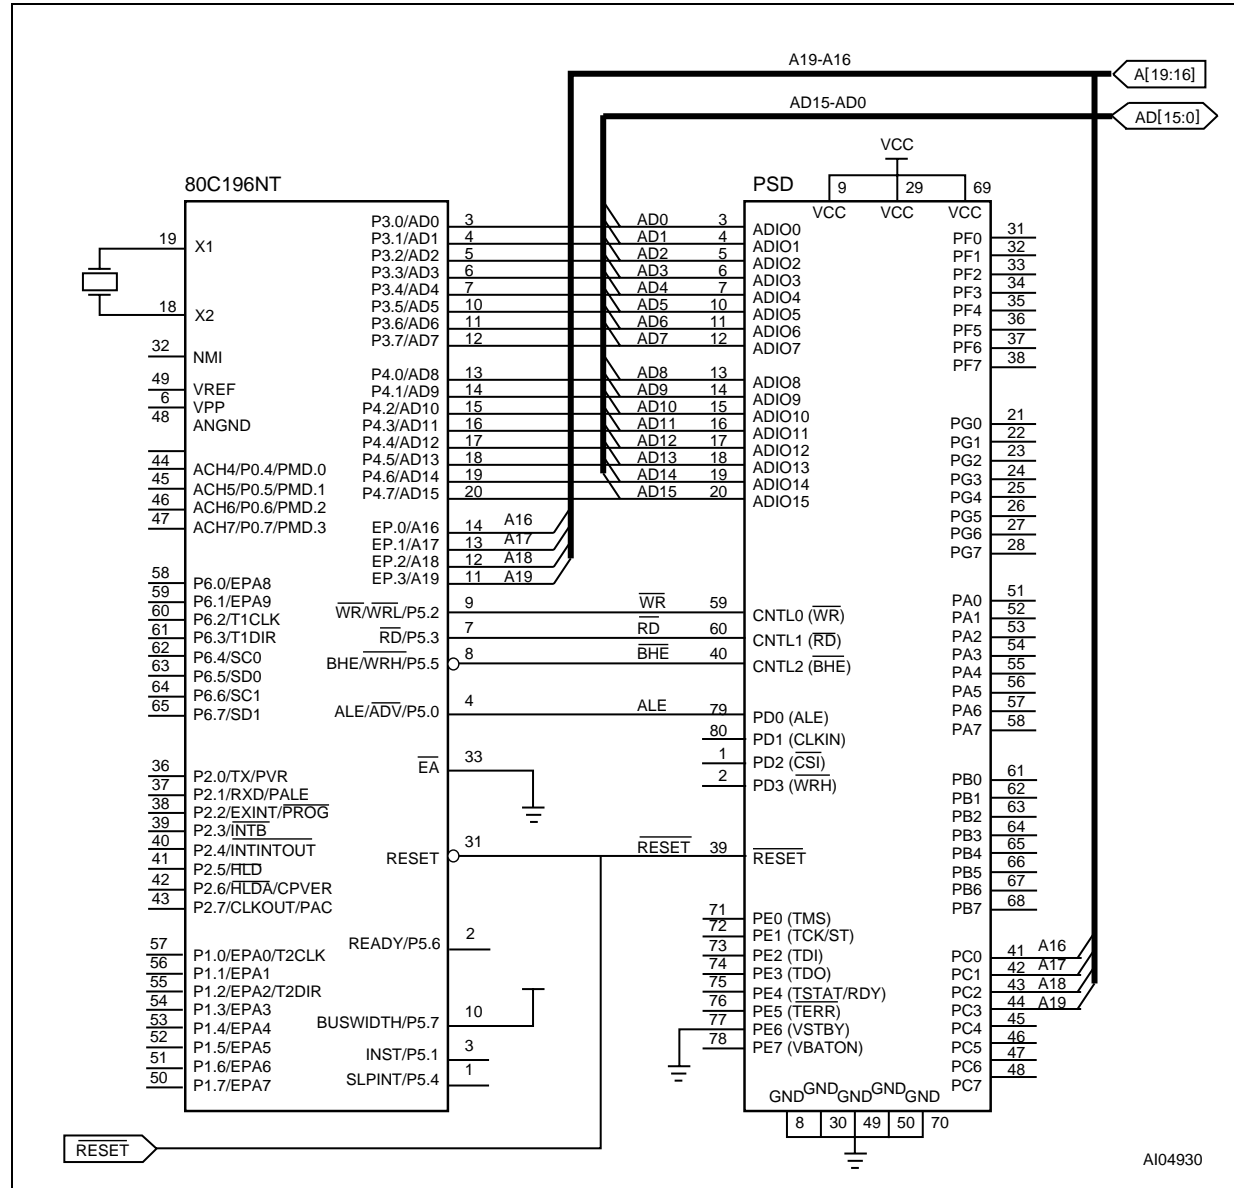 A19-A16
A[19:16]
AD15-AD0
AD[15:0]
VCC
80C196NT
PSD
9 29 69
VCC VCC VCC
19 X1
18 X2
32 NMI
49 VREF
6 VPP
48 ANGND
44 ACH4/P0.4/PMD.0
45 ACH5/P0.5/PMD.1
46 ACH6/P0.6/PMD.2
47 ACH7/P0.7/PMD.3
58 P6.0/EPA8
59 P6.1/EPA9
60 P6.2/T1CLK
61 P6.3/T1DIR
62 P6.4/SC0
63 P6.5/SD0
64 P6.6/SC1
65 P6.7/SD1
36 P2.0/TX/PVR
37 P2.1/RXD/PALE
38 P2.2/EXINT/PROG
39 P2.3/INTB
40 P2.4/INTINTOUT
41 P2.5/HLD
42 P2.6/HLDA/CPVER
43 P2.7/CLKOUT/PAC
57 P1.0/EPA0/T2CLK
56 P1.1/EPA1
55 P1.2/EPA2/T2DIR
54 P1.3/EPA3
53 P1.4/EPA4
52 P1.5/EPA5
51 P1.6/EPA6
50 P1.7/EPA7
P3.0/AD0 3 AD0 3 ADIO0
P3.1/AD1 4 AD1 4 ADIO1
P3.2/AD2 5 AD2 5 ADIO2
P3.3/AD3 6 AD3 6 ADIO3
P3.4/AD4 7 AD4 7 ADIO4
P3.5/AD5 10 AD5 10 ADIO5
P3.6/AD6 11 AD6 11 ADIO6
P3.7/AD7 12 AD7 12 ADIO7
P4.0/AD8 13 AD8 13 ADIO8
P4.1/AD9 14 AD9 14 ADIO9
P4.2/AD10 15 AD10 15 ADIO10
P4.3/AD11 16 AD11 16 ADIO11
P4.4/AD12 17 AD12 17 ADIO12
P4.5/AD13 18 AD13 18 ADIO13
P4.6/AD14 19 AD14 19 ADIO14
P4.7/AD15 20 AD15 20 ADIO15
EP.0/A16 14 A16
EP.1/A17 13 A17
EP.2/A18 12 A18
EP.3/A19 11 A19
WR/WRL/P5.2 9 WR 59 CNTL0 (WR)
RD/P5.3 7 RD 60 CNTL1 (RD)
BHE/WRH/P5.5 8 BHE 40 CNTL2 (BHE)
ALE/ADV/P5.0 4 ALE 79 PD0 (ALE)
80 PD1 (CLKIN)
1 PD2 (CSI)
2 PD3 (WRH)
EA 33
RESET 31 RESET 39 RESET
READY/P5.6 2
BUSWIDTH/P5.7 10
INST/P5.1 3
SLPINT/P5.4 1
71 PE0 (TMS)
72 PE1 (TCK/ST)
73 PE2 (TDI)
74 PE3 (TDO)
75 PE4 (TSTAT/RDY)
76 PE5 (TERR)
77 PE6 (VSTBY)
78 PE7 (VBATON)
PF0 31
PF1 32
PF2 33
PF3 34
PF4 35
PF5 36
PF6 37
PF7 38
PG0 21
PG1 22
PG2 23
PG3 24
PG4 25
PG5 26
PG6 27
PG7 28
PA0 51
PA1 52
PA2 53
PA3 54
PA4 55
PA5 56
PA6 57
PA7 58
PB0 61
PB1 62
PB2 63
PB3 64
PB4 65
PB5 66
PB6 67
PB7 68
PC0 41 A16
PC1 42 A17
PC2 43 A18
PC3 44 A19
PC4 45
PC5 46
PC6 47
PC7 48
GND GND GND GND GND
8 30 49 50 70
RESET
AI04930